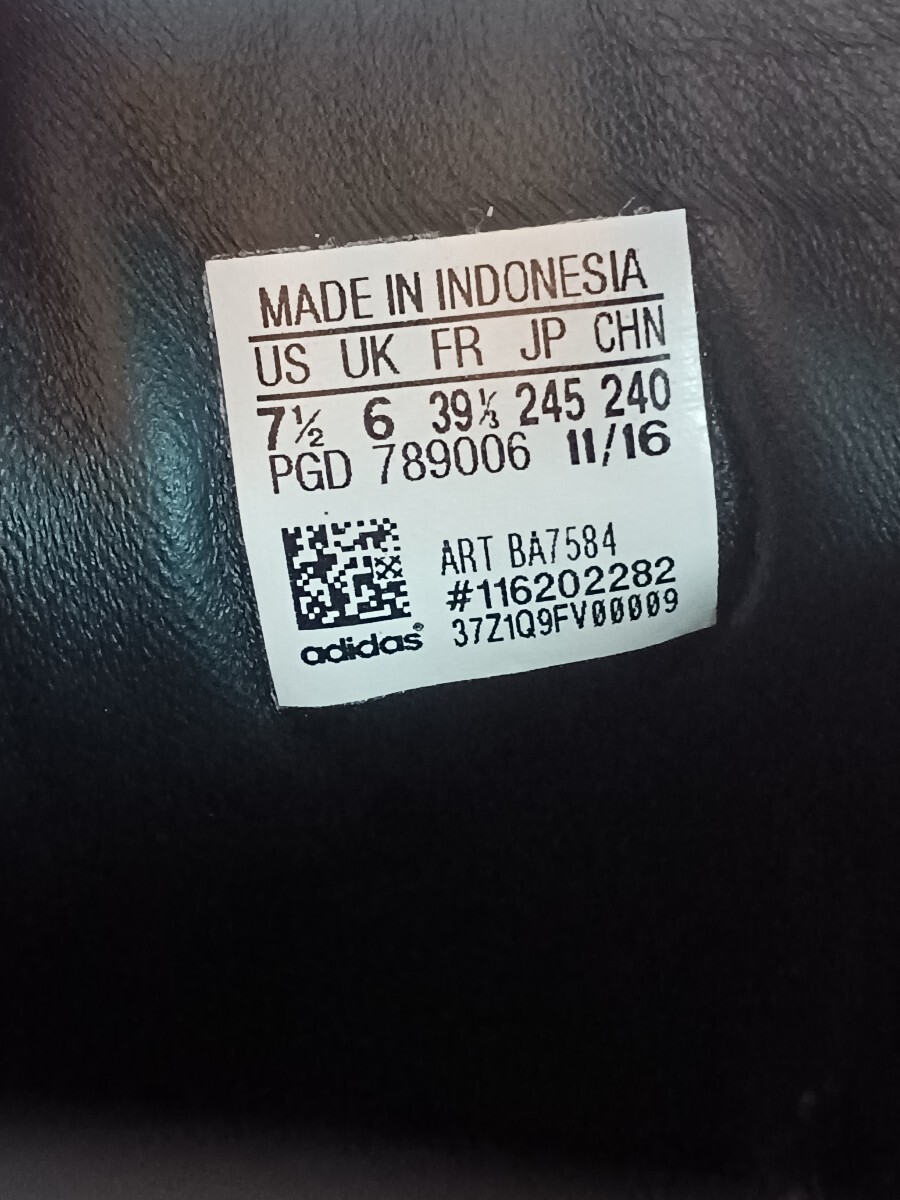 MADE IN INDONESIA
US UK FR JP CHN
7½ 6 39⅓ 245 240
PGD 789006 11/16
ART BA7584
#116202282
37Z1Q9FV00009
adidas®